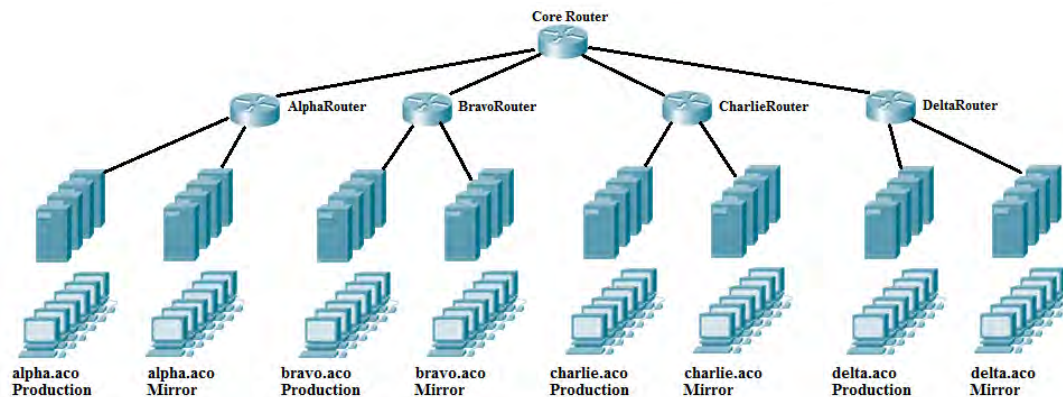 Core Router
AlphaRouter
BravoRouter
CharlieRouter
DeltaRouter
alpha.aco
Production
alpha.aco
Mirror
bravo.aco
Production
bravo.aco
Mirror
charlie.aco
Production
charlie.aco
Mirror
delta.aco
Production
delta.aco
Mirror